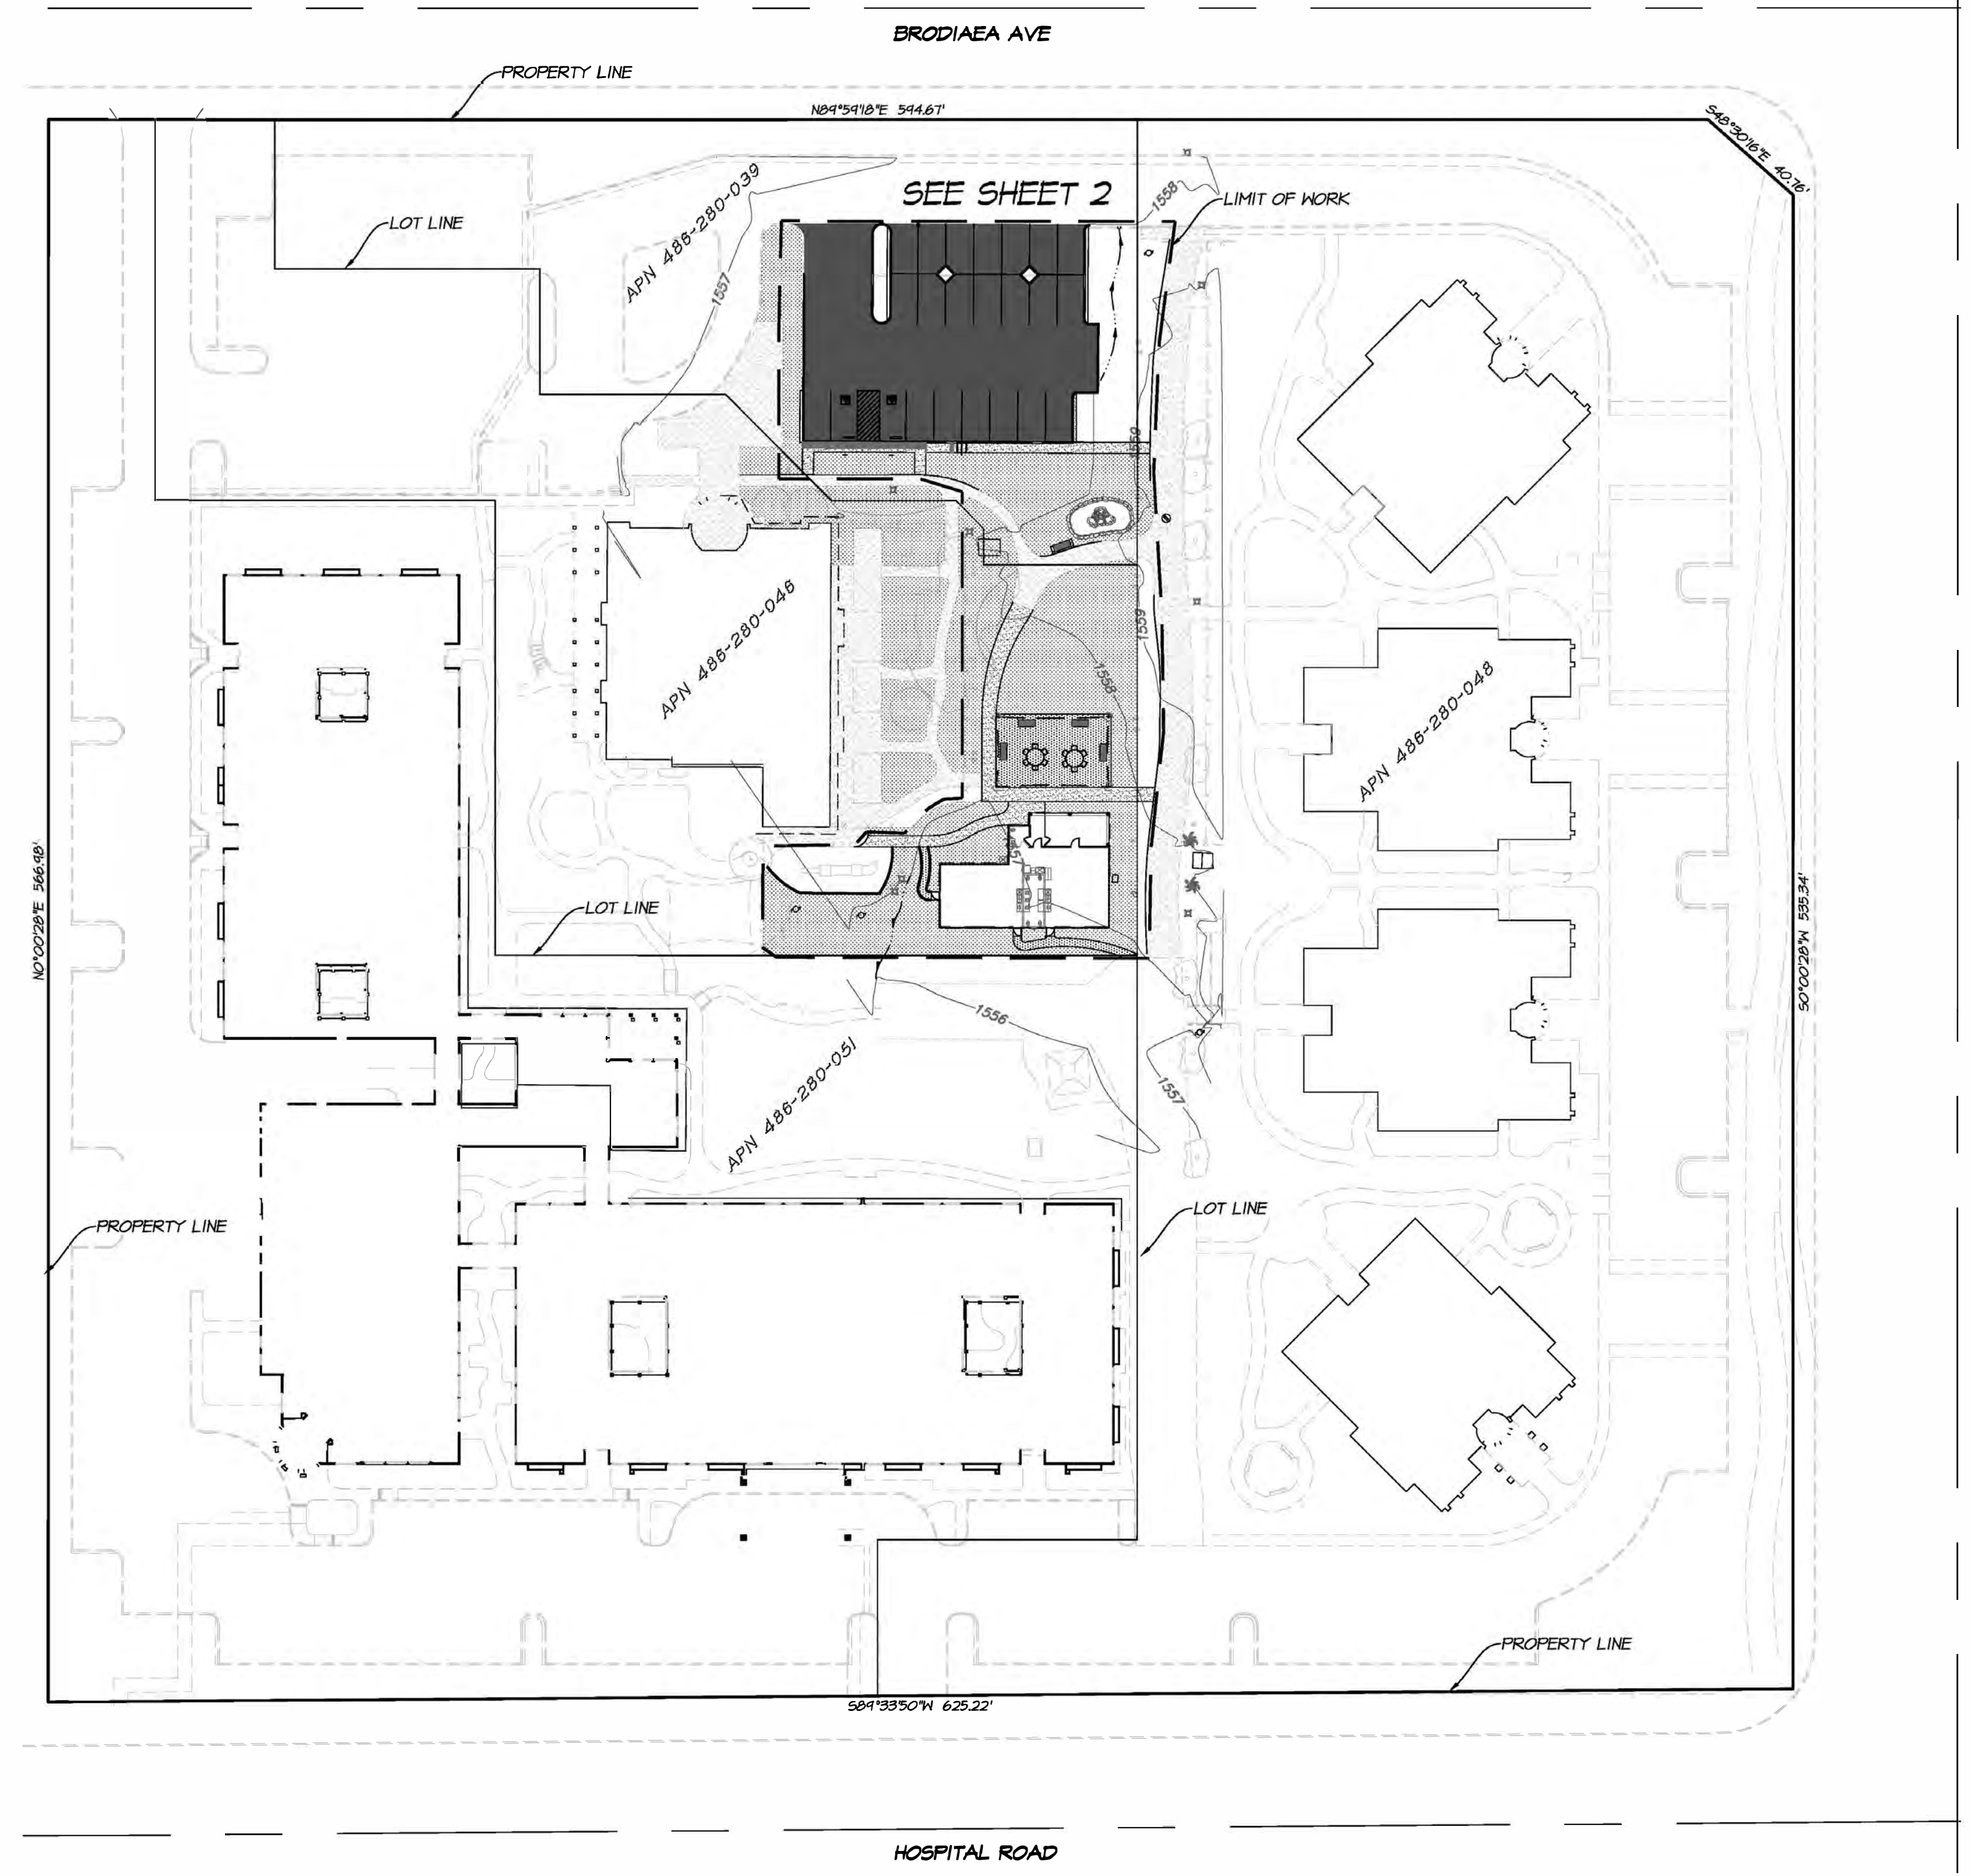 BRODIAEA AVE
PROPERTY LINE
N89°59'18"E 594.67'
S48°30'16"E 40.76'
APN 486-280-039
SEE SHEET 2
1558
LIMIT OF WORK
LOT LINE
1557
1559
APN 486-280-046
1559
1558
APN 486-280-048
1557
N0°00'28"E 566.98'
LOT LINE
S0°00'28"W 535.34'
1556
APN 486-280-051
1557
LOT LINE
PROPERTY LINE
PROPERTY LINE
S89°33'50"W 625.22'
HOSPITAL ROAD